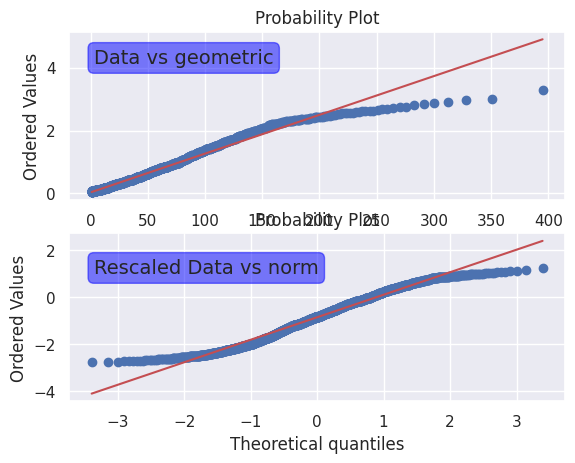 Probability Plot
Data vs geometric
Ordered Values
4
2
0
0 50 100 150 200 250 300 350 400
Probability Plot
Rescaled Data vs norm
Ordered Values
2
0
−2
−4
−3 −2 −1 0 1 2 3
Theoretical quantiles